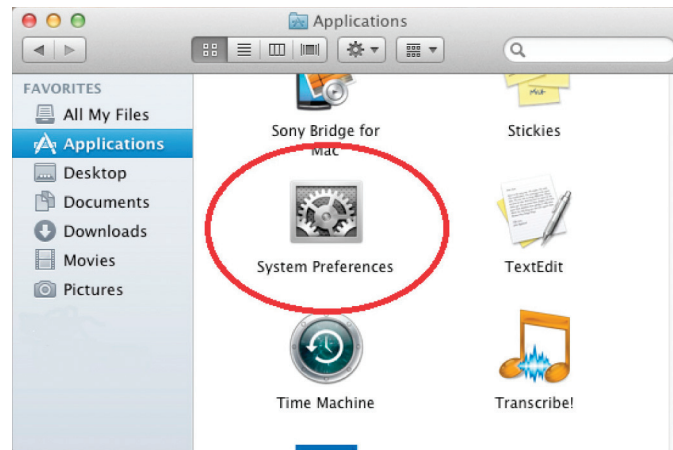 Applications
FAVORITES
All My Files
Applications
Desktop
Documents
Downloads
Movies
Pictures
Sony Bridge for
Mac
Stickies
System Preferences
TextEdit
Time Machine
Transcribe!